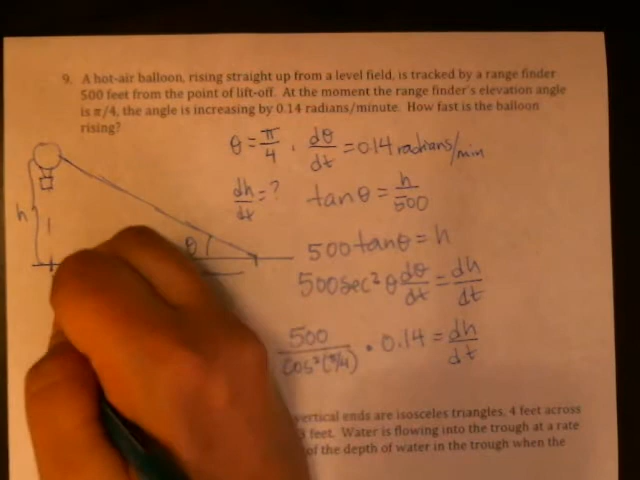 9. A hot-air balloon, rising straight up from a level field, is tracked by a range finder
500 feet from the point of lift-off. At the moment the range finder's elevation angle
is π/4, the angle is increasing by 0.14 radians/minute. How fast is the balloon
rising?
θ = π/4 , dθ/dt = 0.14 radians/min
dh/dt = ? tanθ = h/500
h
θ
500 tanθ = h
500 sec² θ dθ/dt = dh/dt
500/cos²(π/4) • 0.14 = dh/dt
vertical ends are isosceles triangles, 4 feet across
feet. Water is flowing into the trough at a rate
of the depth of water in the trough when the